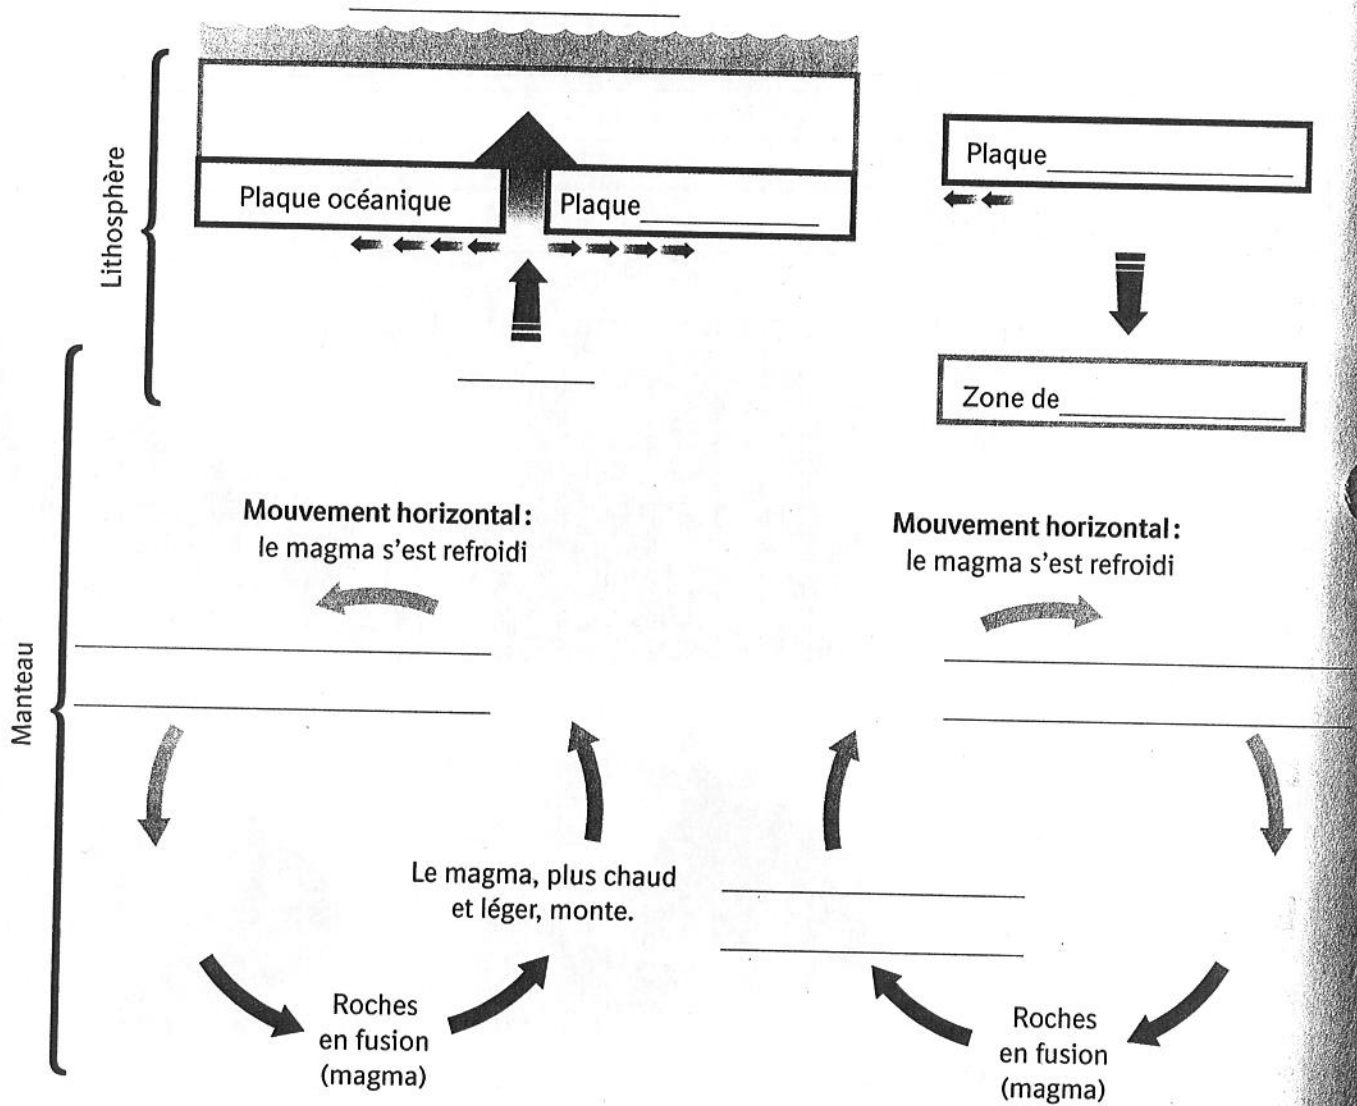 Lithosphère
Plaque océanique
Plaque
Plaque
Zone de
Manteau
Mouvement horizontal:
le magma s'est refroidi
Mouvement horizontal:
le magma s'est refroidi
Le magma, plus chaud
et léger, monte.
Roches
en fusion
(magma)
Roches
en fusion
(magma)